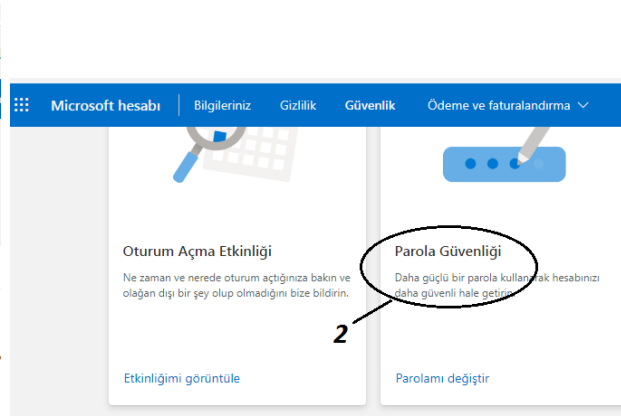 Microsoft hesabı Bilgileriniz Gizlilik Güvenlik Ödeme ve faturalandırma
Oturum Açma Etkinliği
Ne zaman ve nerede oturum açtığınıza bakın ve
olağan dışı bir şey olup olmadığını bize bildirin.
Etkinliğimi görüntüle
Parola Güvenliği
Daha güçlü bir parola kullanarak hesabınızı
daha güvenli hale getirin.
Parolamı değiştir
2